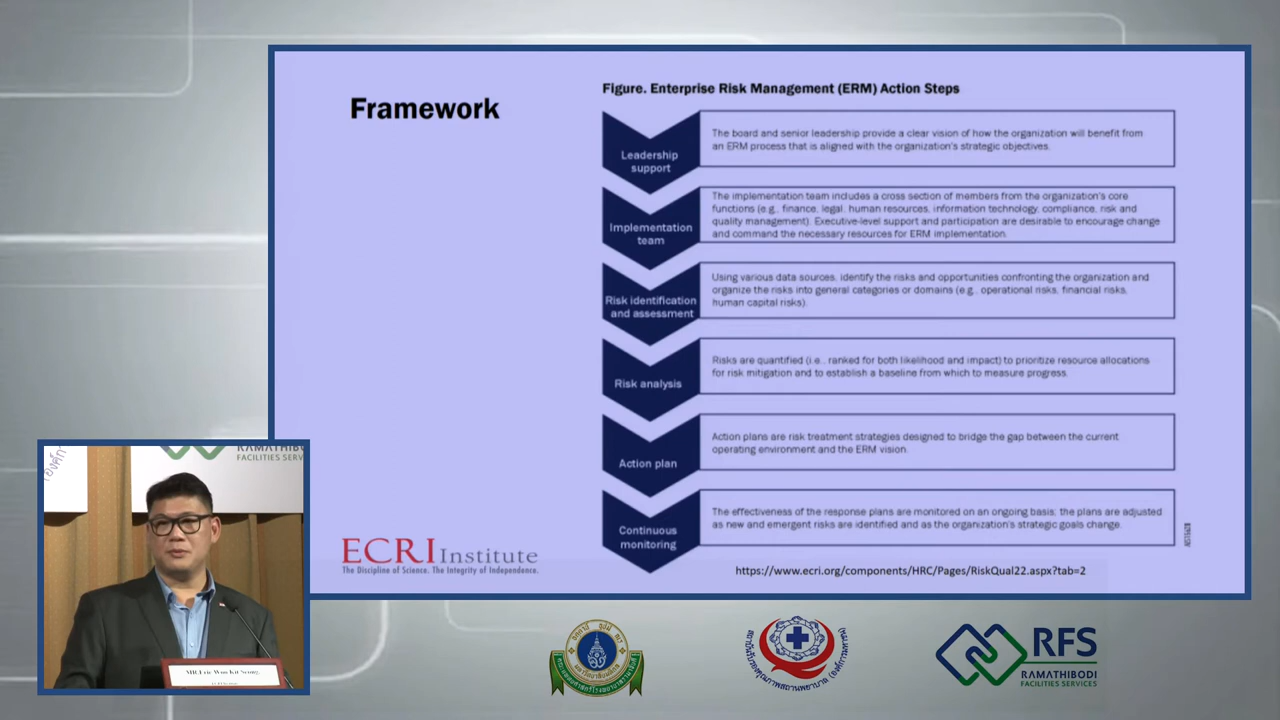 Framework
Figure. Enterprise Risk Management (ERM) Action Steps
Leadership
support
The board and senior leadership provide a clear vision of how the organization will benefit from
an ERM process that is aligned with the organization's strategic objectives.
Implementation
team
The implementation team includes a cross section of members from the organization's core
functions (e.g., finance, legal, human resources, information technology, compliance, risk and
quality management). Executive-level support and participation are desirable to encourage change
and command the necessary resources for ERM implementation.
Risk identification
and assessment
Using various data sources, identify the risks and opportunities confronting the organization and
organize the risks into general categories or domains (e.g., operational risks, financial risks,
human capital risks).
Risk analysis
Risks are quantified (i.e., ranked for both likelihood and impact) to prioritize resource allocations
for risk mitigation and to establish a baseline from which to measure progress.
Action plan
Action plans are risk treatment strategies designed to bridge the gap between the current
operating environment and the ERM vision.
Continuous
monitoring
The effectiveness of the response plans are monitored on an ongoing basis; the plans are adjusted
as new and emergent risks are identified and as the organization's strategic goals change.
ECRI Institute
The Discipline of Science. The Integrity of Independence.
https://www.ecri.org/components/HRC/Pages/RiskQual22.aspx?tab=2
RAMATHIBODI
FACILITIES SERVICES
RFS
RAMATHIBODI
FACILITIES SERVICES